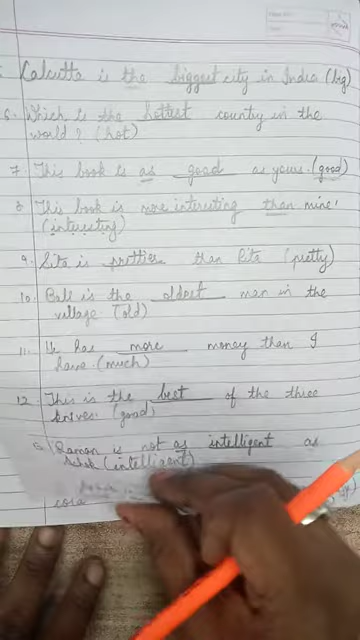 Calcutta is the biggest city in India (big)
6. Which is the hottest country in the
world? (hot)
7. This book is as good as yours. (good)
8. This book is more interesting than mine.
(interesting)
9. Sita is prettier than Rita (pretty)
10. Ball is the oldest man in the
village. (old)
11. He has more money than I
have. (much)
12. This is the best of the three
knives. (good)
Raman is not as intelligent as
(intelligent)